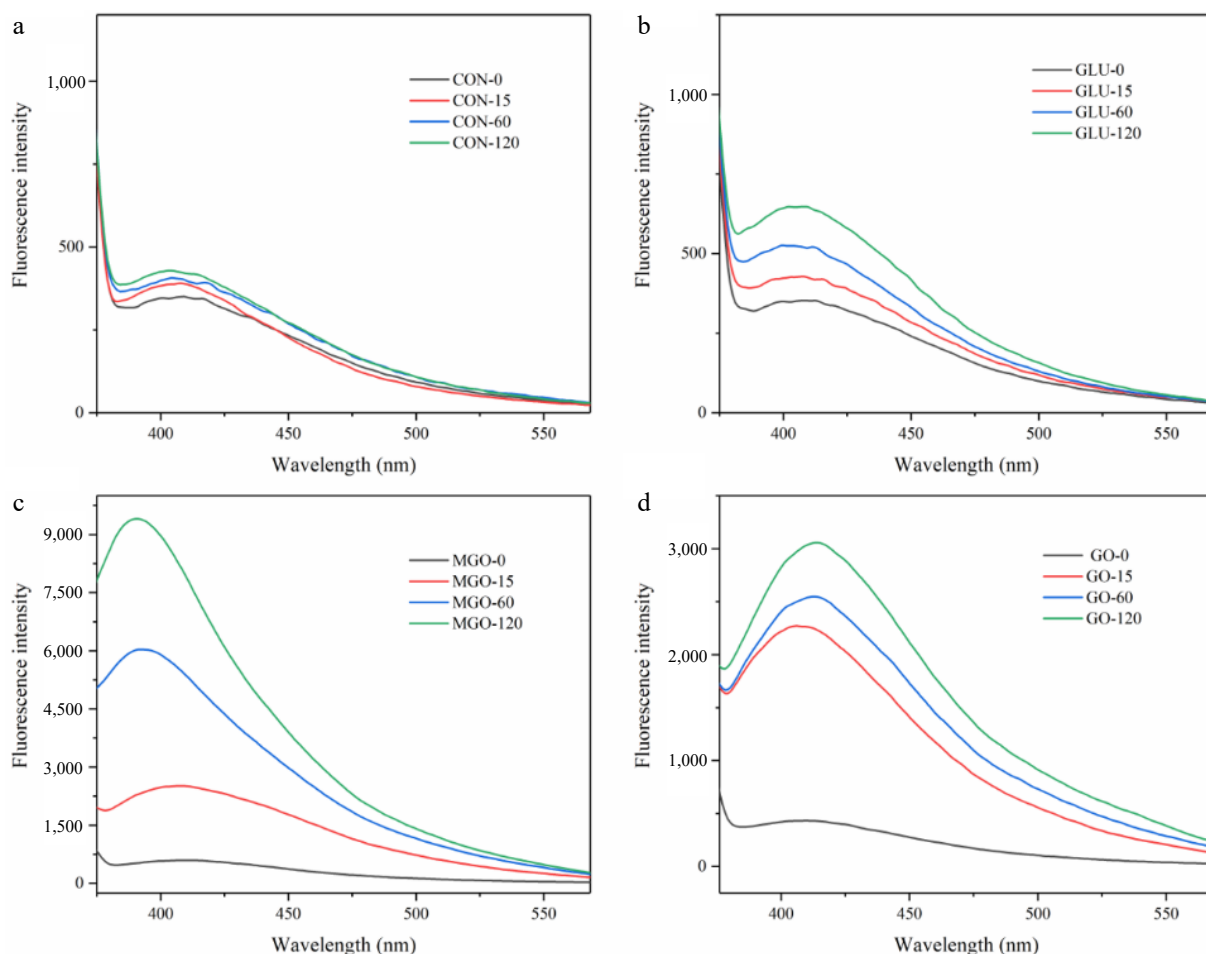 a
Fluorescence intensity
1,000
500
0
CON-0
CON-15
CON-60
CON-120
400
450
500
550
Wavelength (nm)
b
Fluorescence intensity
1,000
500
0
GLU-0
GLU-15
GLU-60
GLU-120
400
450
500
550
Wavelength (nm)
c
Fluorescence intensity
9,000
7,500
6,000
4,500
3,000
1,500
0
MGO-0
MGO-15
MGO-60
MGO-120
400
450
500
550
Wavelength (nm)
d
Fluorescence intensity
3,000
2,000
1,000
0
GO-0
GO-15
GO-60
GO-120
400
450
500
550
Wavelength (nm)